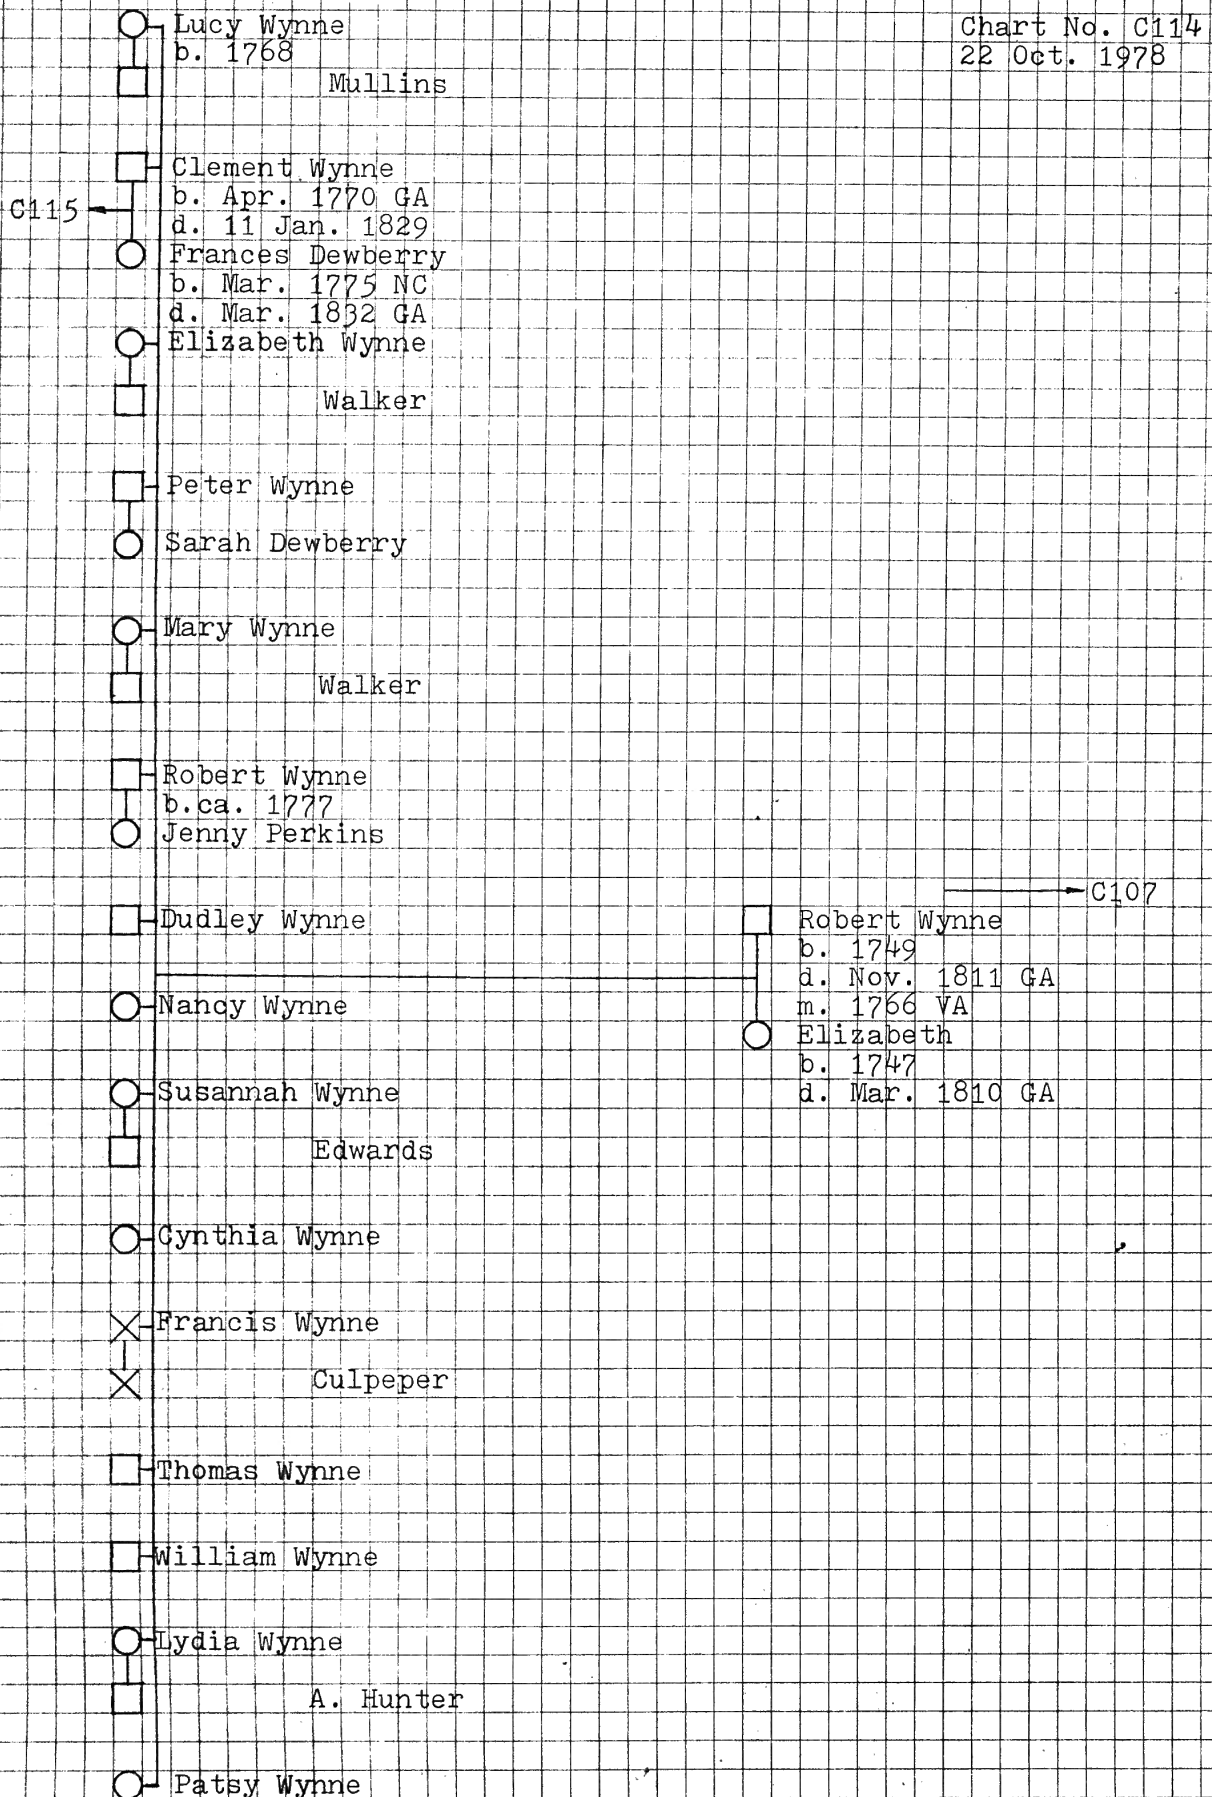 Chart No. C114
22 Oct. 1978
Lucy Wynne
b. 1768
Mullins
Clement Wynne
b. Apr. 1770 GA
C115
d. 11 Jan. 1829
Frances Dewberry
b. Mar. 1775 NC
d. Mar. 1832 GA
Elizabeth Wynne
Walker
Peter Wynne
Sarah Dewberry
Mary Wynne
Walker
Robert Wynne
b.ca. 1777
Jenny Perkins
Dudley Wynne
Nancy Wynne
Susannah Wynne
Edwards
Cynthia Wynne
Francis Wynne
Culpeper
Thomas Wynne
William Wynne
Lydia Wynne
A. Hunter
Patsy Wynne
C107
Robert Wynne
b. 1749
d. Nov. 1811 GA
m. 1766 VA
Elizabeth
b. 1747
d. Mar. 1810 GA